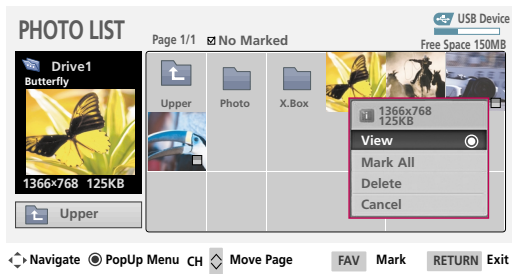 PHOTO LIST
Page 1/1 No Marked
USB Device
Free Space 150MB
Drive1
Butterfly
1366x768 125KB
Upper
Upper
Photo
X.Box
1366x768
125KB
View
Mark All
Delete
Cancel
Navigate PopUp Menu CH Move Page FAV Mark RETURN Exit